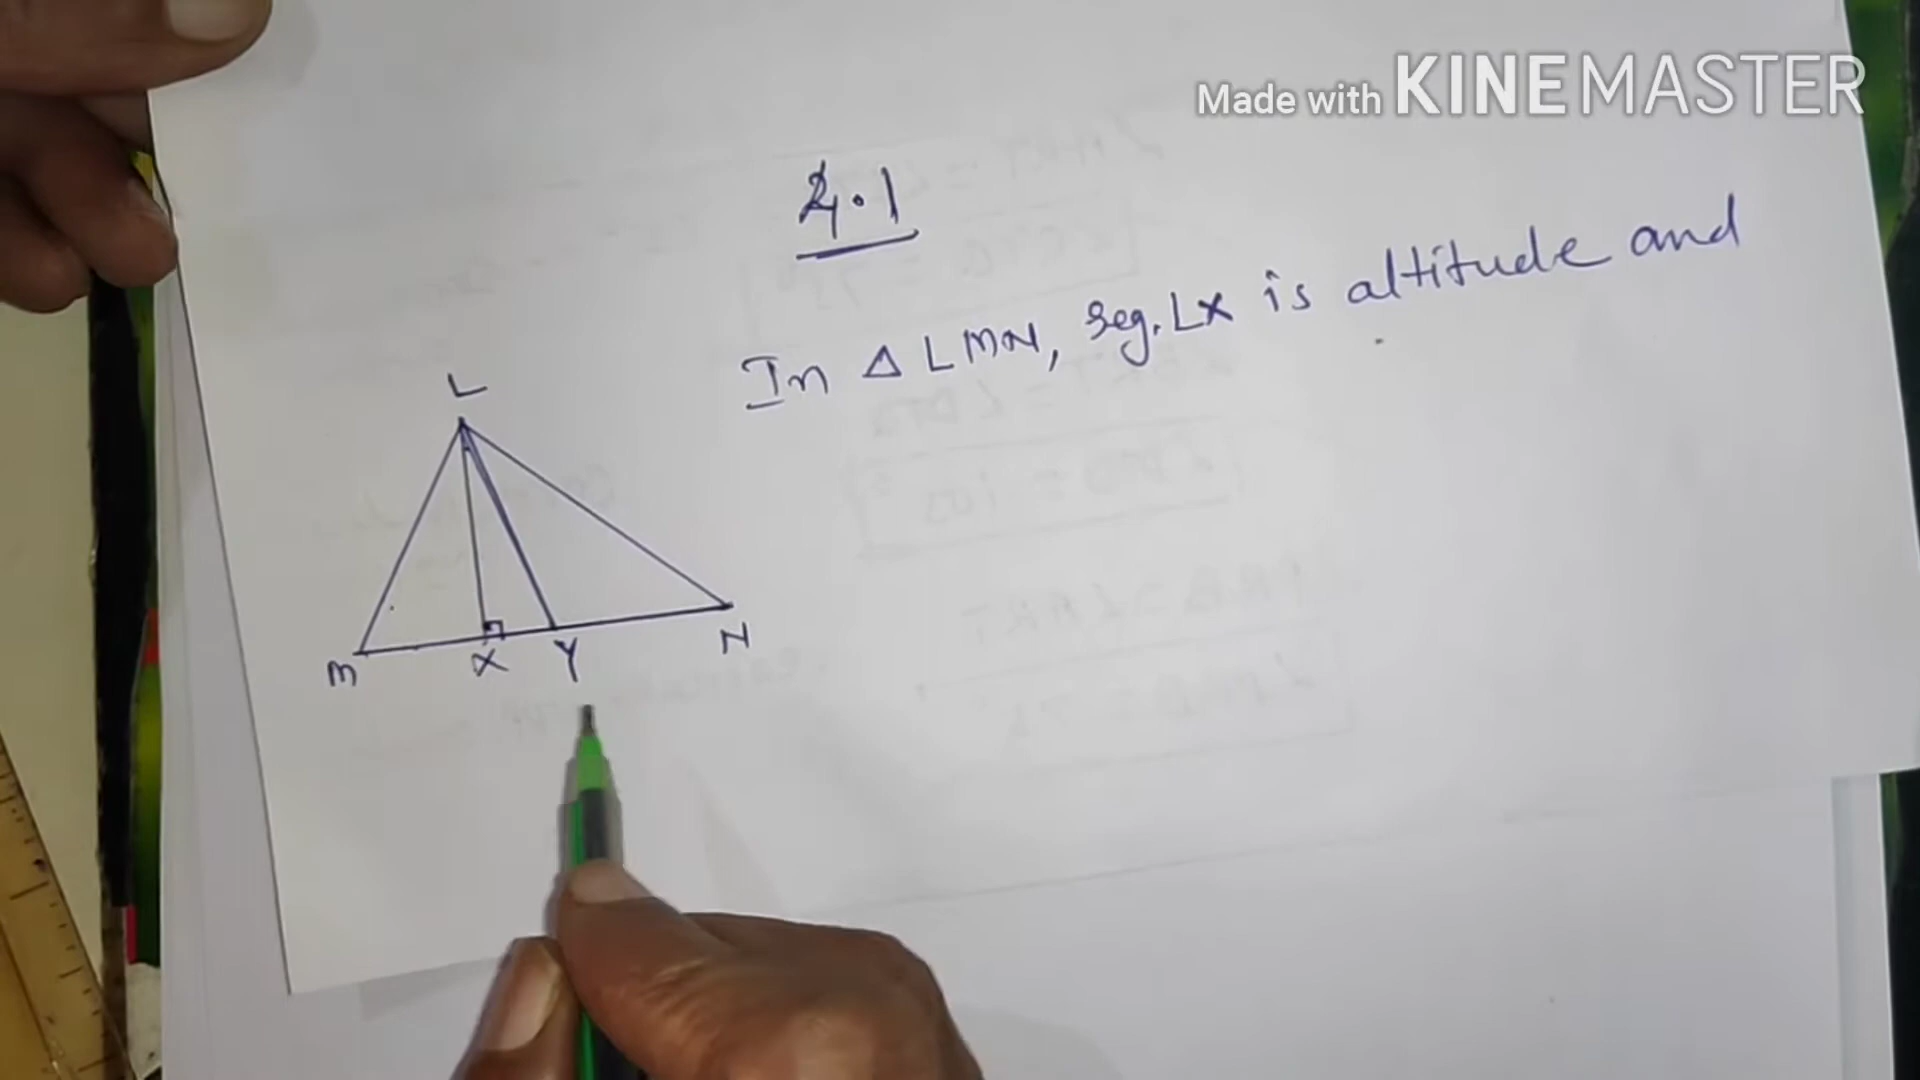 Made with KINEMASTER
4.1
In △ LMN, seg. LX is altitude and
L
M X Y N